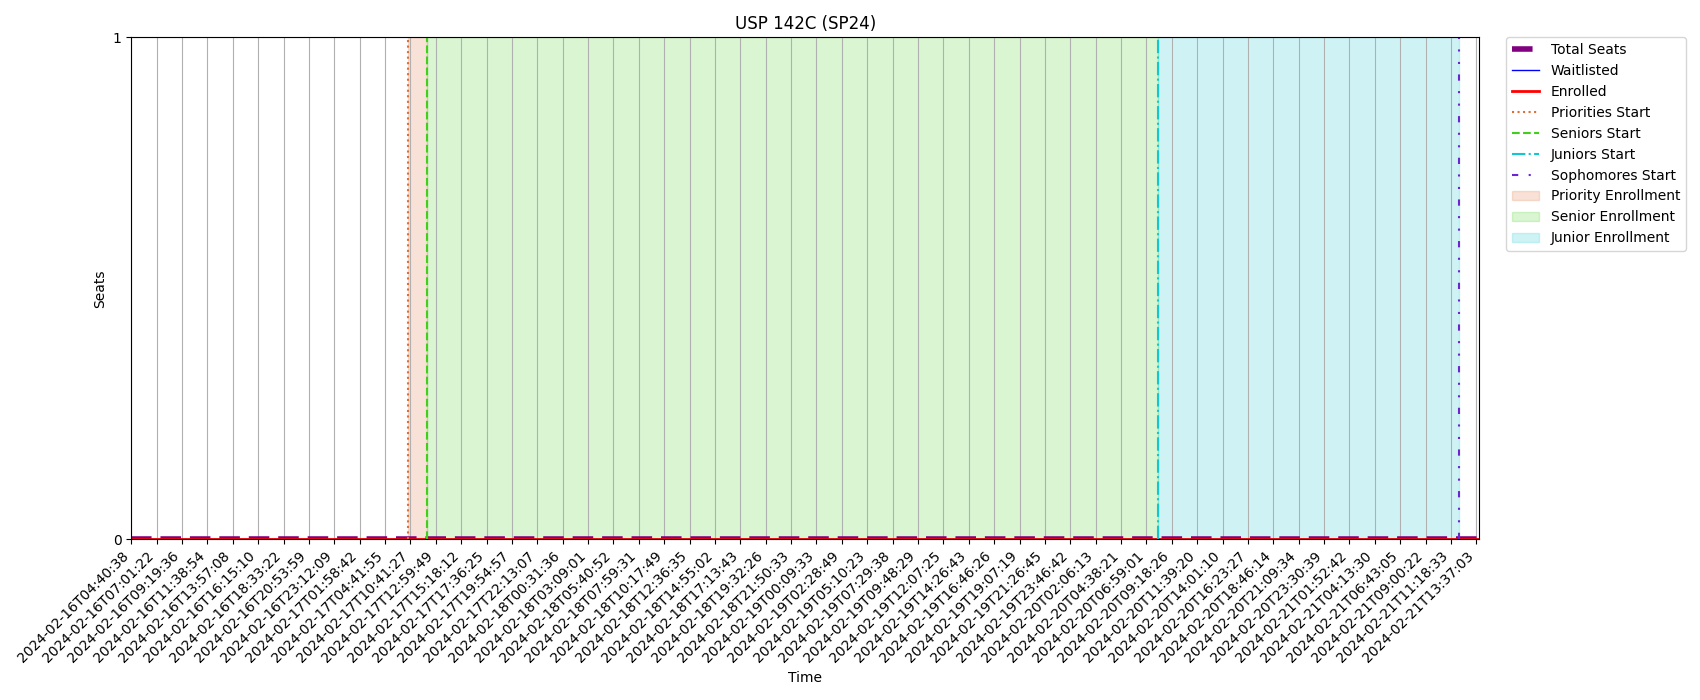 USP 142C (SP24)
1
0
Seats
2024-02-16T04:40:38
2024-02-16T07:01:22
2024-02-16T09:19:36
2024-02-16T11:38:54
2024-02-16T13:57:08
2024-02-16T16:15:10
2024-02-16T18:33:22
2024-02-16T20:53:59
2024-02-16T23:12:09
2024-02-17T01:58:42
2024-02-17T04:41:55
2024-02-17T10:41:27
2024-02-17T12:59:49
2024-02-17T15:18:12
2024-02-17T17:36:25
2024-02-17T19:54:57
2024-02-17T22:13:07
2024-02-18T00:31:36
2024-02-18T03:09:01
2024-02-18T05:40:52
2024-02-18T07:59:31
2024-02-18T10:17:49
2024-02-18T12:36:35
2024-02-18T14:55:02
2024-02-18T17:13:43
2024-02-18T19:32:26
2024-02-18T21:50:33
2024-02-19T00:09:33
2024-02-19T02:28:49
2024-02-19T05:10:23
2024-02-19T07:29:38
2024-02-19T09:48:29
2024-02-19T12:07:25
2024-02-19T14:26:43
2024-02-19T16:46:26
2024-02-19T19:07:19
2024-02-19T21:26:45
2024-02-19T23:46:42
2024-02-20T02:06:13
2024-02-20T04:38:21
2024-02-20T06:59:01
2024-02-20T09:18:26
2024-02-20T11:39:20
2024-02-20T14:01:10
2024-02-20T16:23:27
2024-02-20T18:46:14
2024-02-20T21:09:34
2024-02-20T23:30:39
2024-02-21T01:52:42
2024-02-21T04:13:30
2024-02-21T06:43:05
2024-02-21T09:00:22
2024-02-21T11:18:33
2024-02-21T13:37:03
Time
Total Seats
Waitlisted
Enrolled
Priorities Start
Seniors Start
Juniors Start
Sophomores Start
Priority Enrollment
Senior Enrollment
Junior Enrollment